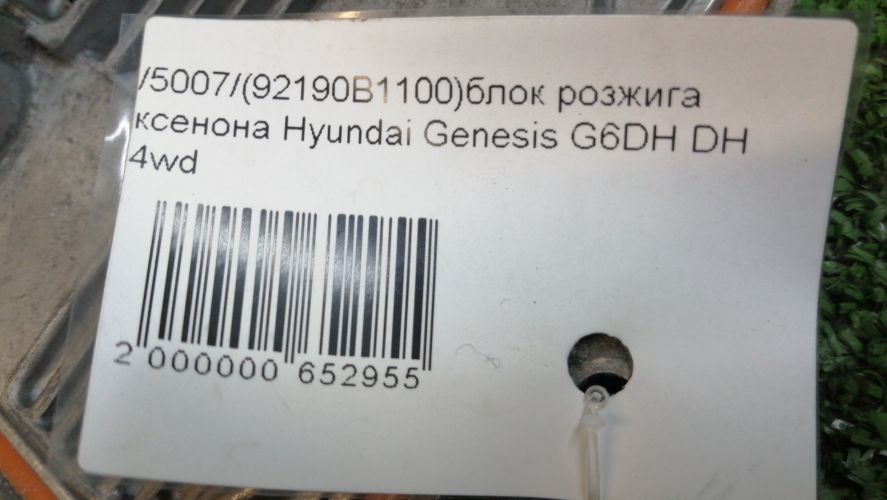 /5007/(92190B1100)блок розжига
ксенона Hyundai Genesis G6DH DH
4wd
2 000000 652955